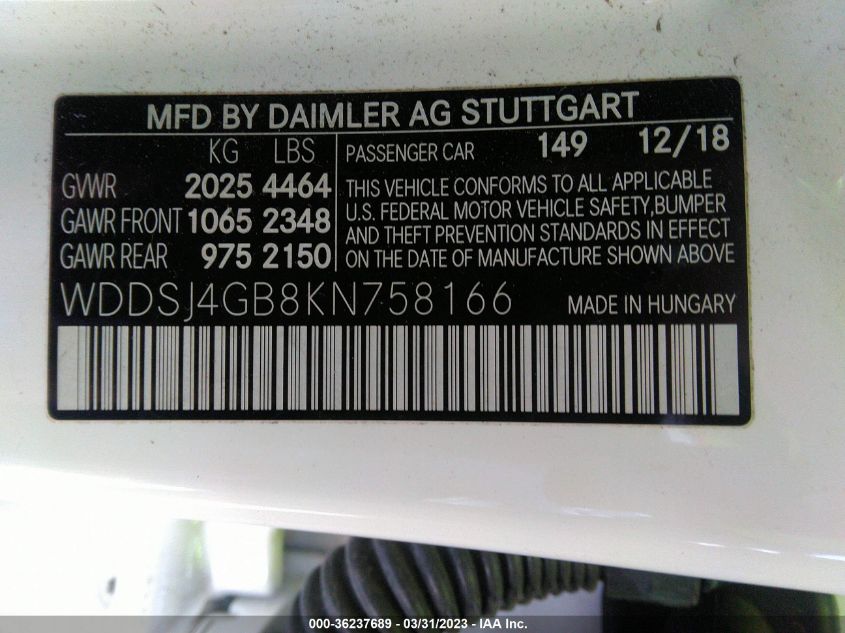 MFD BY DAIMLER AG STUTTGART
KG LBS
GVWR 2025 4464
GAWR FRONT 1065 2348
GAWR REAR 975 2150
PASSENGER CAR 149 12/18
THIS VEHICLE CONFORMS TO ALL APPLICABLE
U.S. FEDERAL MOTOR VEHICLE SAFETY,BUMPER
AND THEFT PREVENTION STANDARDS IN EFFECT
ON THE DATE OF MANUFACTURE SHOWN ABOVE
WDDSJ4GB8KN758166 MADE IN HUNGARY
000-36237689 - 03/31/2023 - IAA Inc.